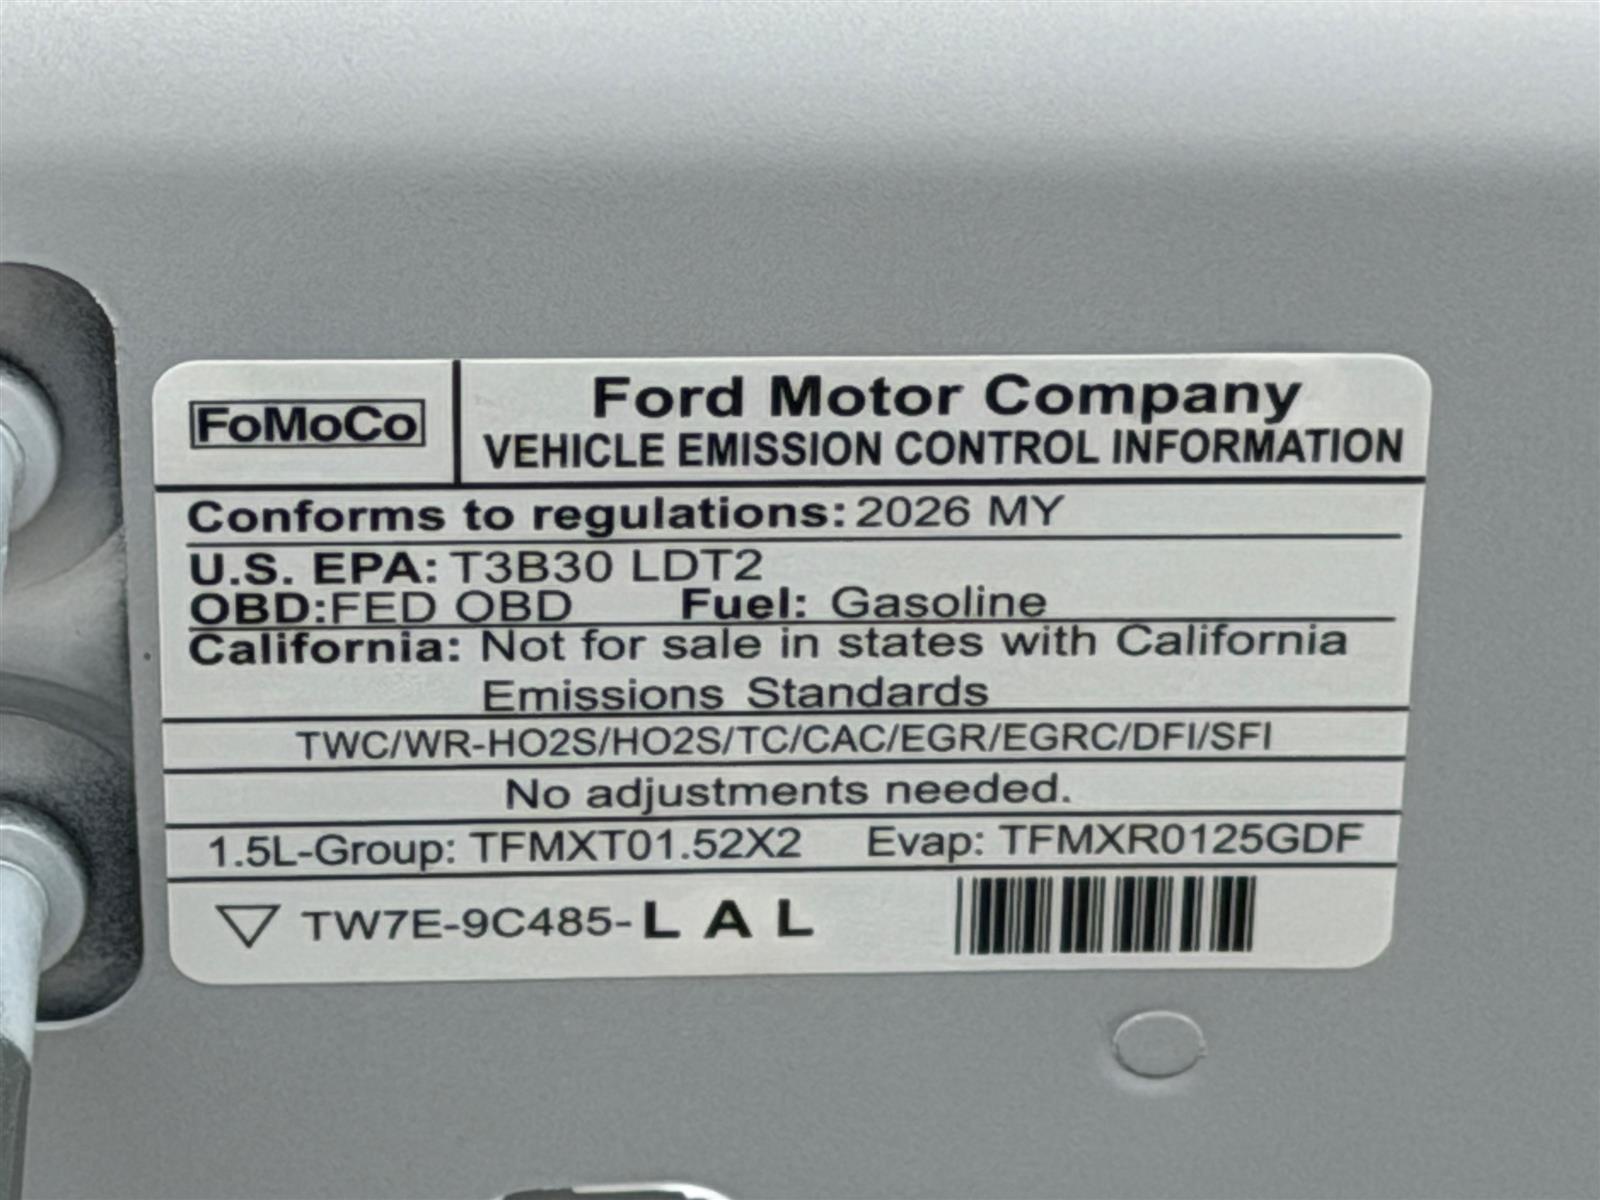 FoMoCo
Ford Motor Company
VEHICLE EMISSION CONTROL INFORMATION
Conforms to regulations: 2026 MY
U.S. EPA: T3B30 LDT2
OBD:FED OBD Fuel: Gasoline
California: Not for sale in states with California
Emissions Standards
TWC/WR-HO2S/HO2S/TC/CAC/EGR/EGRC/DFI/SFI
No adjustments needed.
1.5L-Group: TFMXT01.52X2 Evap: TFMXR0125GDF
TW7E-9C485-LAL